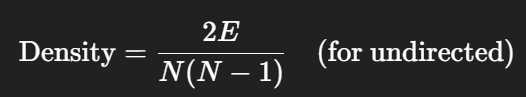 Density = 2E / N(N − 1) (for undirected)